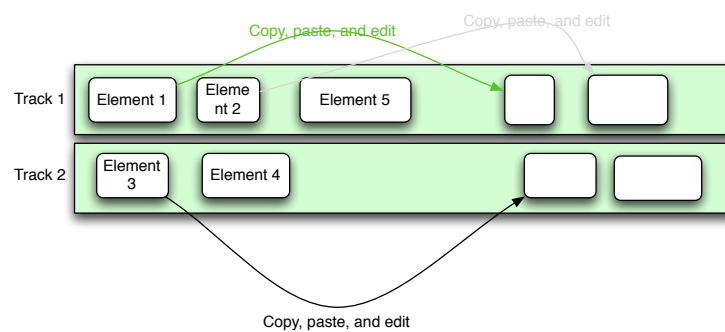 Copy, paste, and edit
Copy, paste, and edit
Track 1
Element 1
Eleme
nt 2
Element 5
Track 2
Element
3
Element 4
Copy, paste, and edit